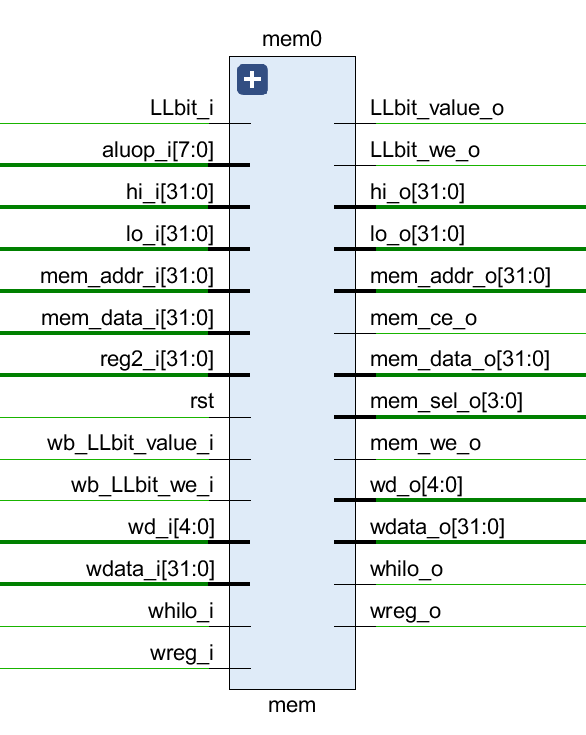 mem0
LLbit_i
LLbit_value_o
aluop_i[7:0]
LLbit_we_o
hi_i[31:0]
hi_o[31:0]
lo_i[31:0]
lo_o[31:0]
mem_addr_i[31:0]
mem_addr_o[31:0]
mem_data_i[31:0]
mem_ce_o
reg2_i[31:0]
mem_data_o[31:0]
rst
mem_sel_o[3:0]
wb_LLbit_value_i
mem_we_o
wb_LLbit_we_i
wd_o[4:0]
wd_i[4:0]
wdata_o[31:0]
wdata_i[31:0]
whilo_o
whilo_i
wreg_o
wreg_i
mem